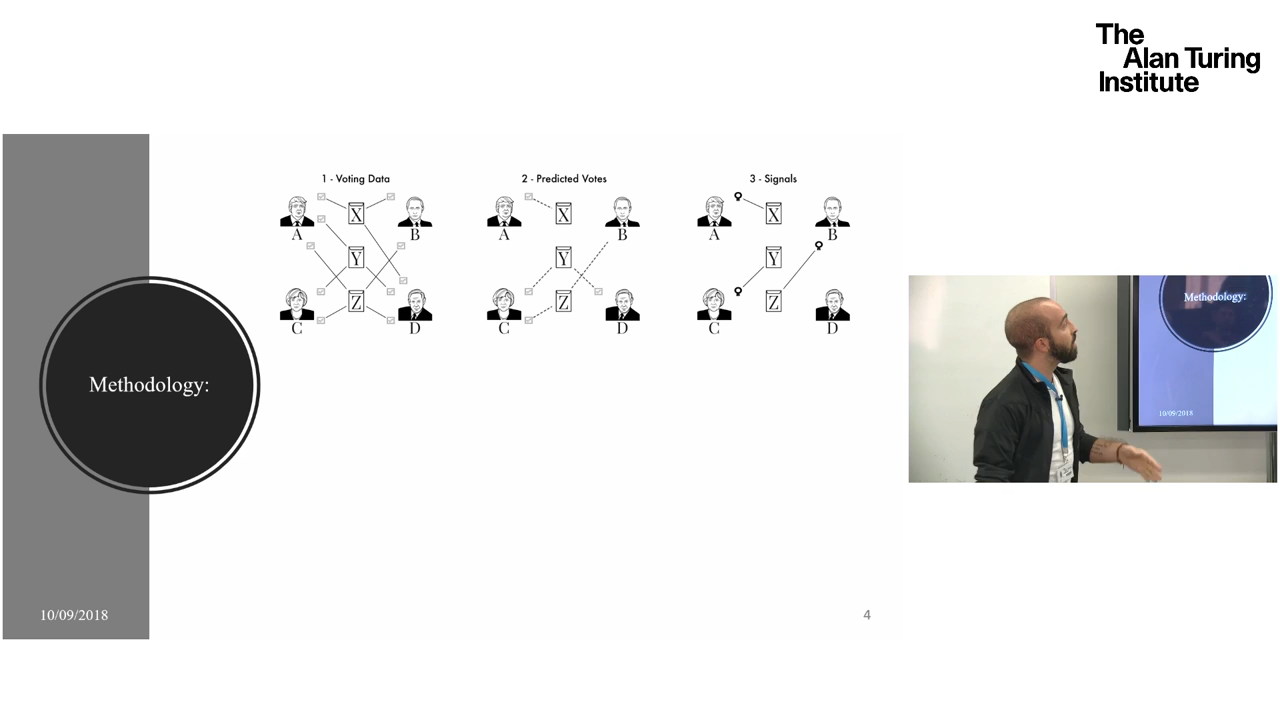 The
Alan Turing
Institute
1 - Voting Data
2 - Predicted Votes
3 - Signals
X
A
B
Y
Z
C
D
X
A
B
Y
Z
C
D
X
A
B
Y
Z
C
D
Methodology:
10/09/2018
4
Methodology:
10/09/2018